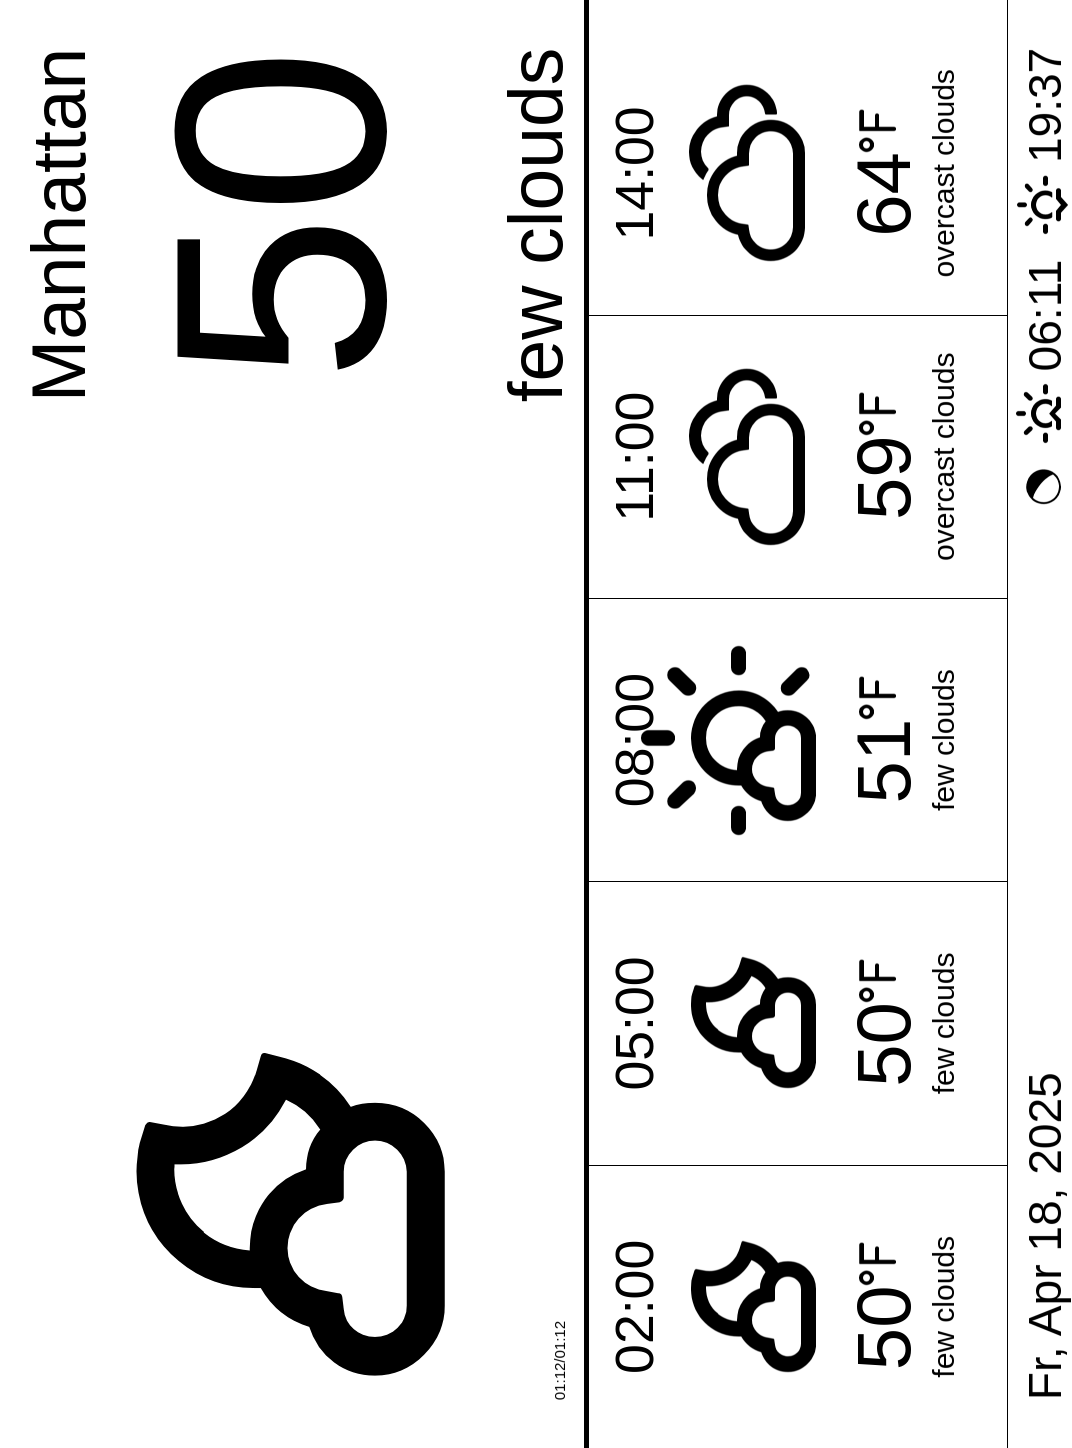 Manhattan
50
few clouds
01:12/01:12
02:00
50°F
few clouds
05:00
50°F
few clouds
08:00
51°F
few clouds
11:00
59°F
overcast clouds
14:00
64°F
overcast clouds
Fr, Apr 18, 2025
06:11 19:37